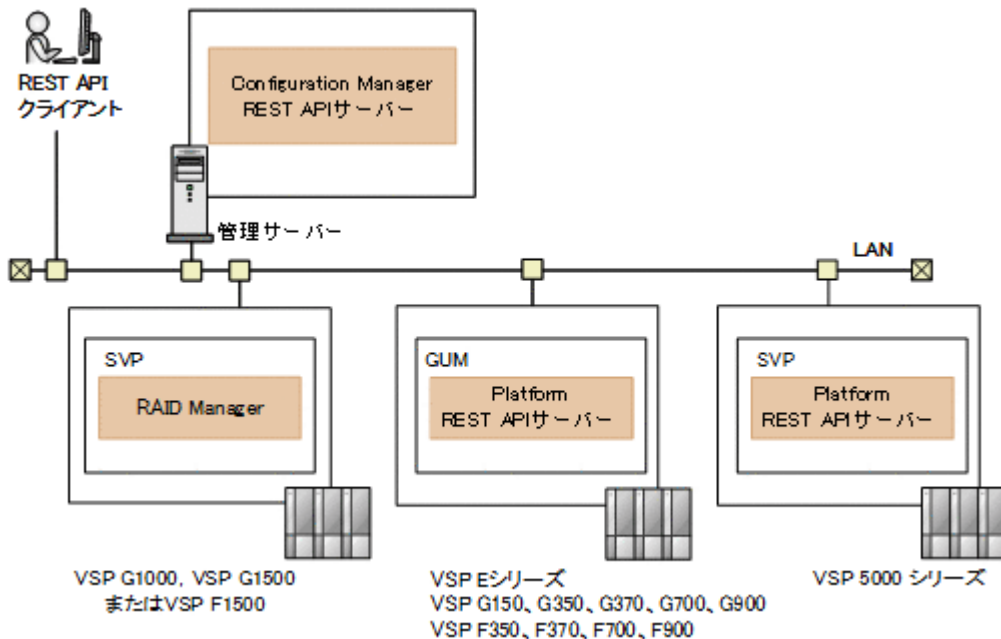 REST API
クライアント
Configuration Manager
REST APIサーバー
管理サーバー
LAN
SVP
RAID Manager
VSP G1000, VSP G1500
またはVSP F1500
GUM
Platform
REST APIサーバー
VSP Eシリーズ
VSP G150、G350、G370、G700、G900
VSP F350、F370、F700、F900
SVP
Platform
REST APIサーバー
VSP 5000 シリーズ